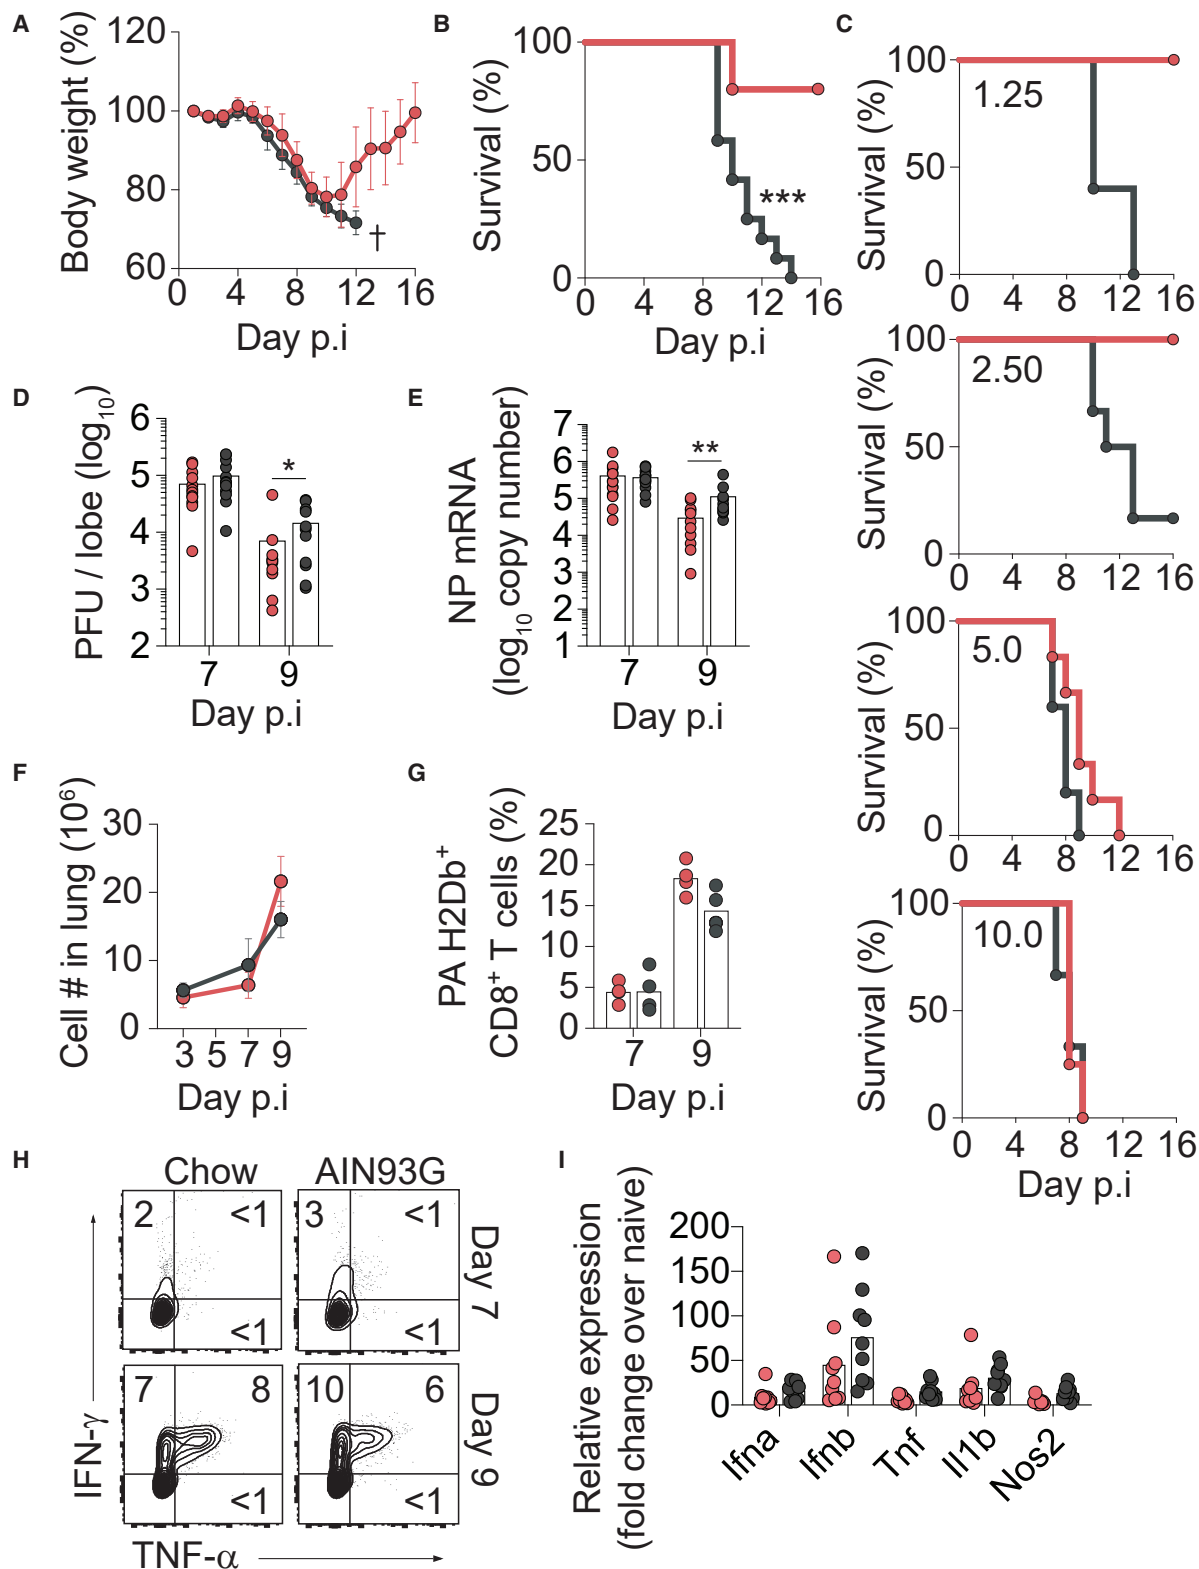 A
Body weight (%)
120
100
80
60
†
0 4 8 12 16
Day p.i
B
Survival (%)
100
50
0
***
0 4 8 12 16
Day p.i
C
Survival (%)
100
50
0
1.25
0 4 8 12 16
Survival (%)
100
50
0
2.50
0 4 8 12 16
Survival (%)
100
50
0
5.0
0 4 8 12 16
Survival (%)
100
50
0
10.0
0 4 8 12 16
Day p.i
D
PFU / lobe (log10)
6
5
4
3
2
*
7 9
Day p.i
E
NP mRNA
(log10 copy number)
7
6
5
4
3
2
1
**
7 9
Day p.i
F
Cell # in lung (10⁶)
30
20
10
0
3 5 7 9
Day p.i
G
PA H2Db⁺
CD8⁺ T cells (%)
25
20
15
10
5
0
7 9
Day p.i
H
Chow AIN93G
2 <1 3 <1
<1 <1
Day 7
7 8 10 6
<1 <1
Day 9
IFN-γ
TNF-α
I
Relative expression
(fold change over naive)
200
150
100
50
0
Ifna Ifnb Tnf Il1b Nos2